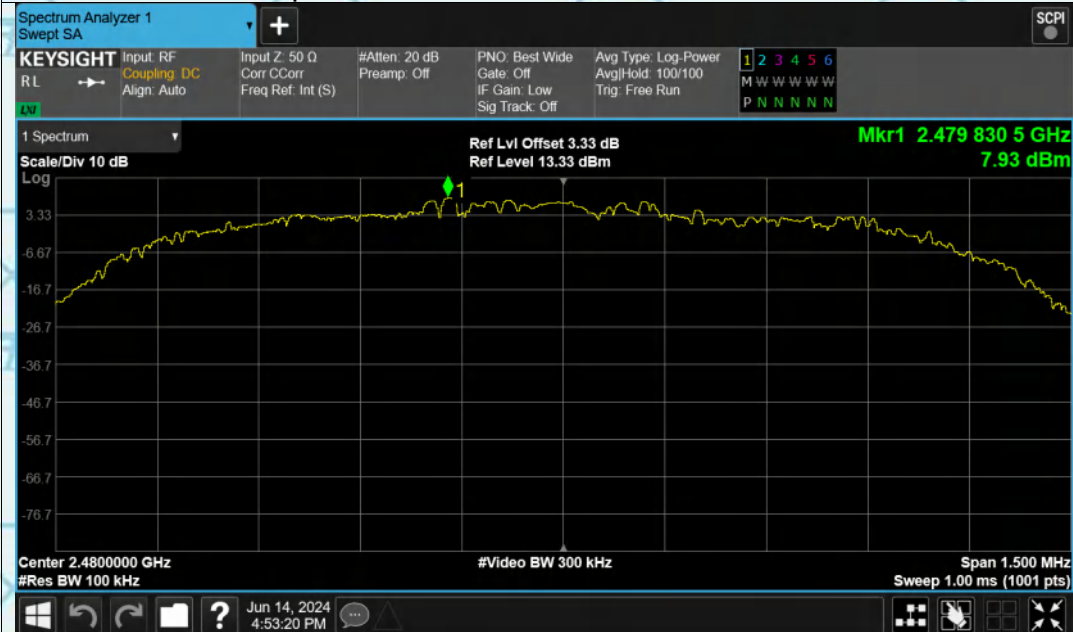 Spectrum Analyzer 1
Swept SA
+
SCPI
KEYSIGHT
R L
LXI
Input: RF
Coupling: DC
Align: Auto
Input Z: 50 Ω
Corr CCorr
Freq Ref: Int (S)
#Atten: 20 dB
Preamp: Off
PNO: Best Wide
Gate: Off
IF Gain: Low
Sig Track: Off
Avg Type: Log-Power
Avg|Hold: 100/100
Trig: Free Run
1 2 3 4 5 6
M W W W W W
P N N N N N
1 Spectrum
Scale/Div 10 dB
Log
Ref Lvl Offset 3.33 dB
Ref Level 13.33 dBm
Mkr1 2.479 830 5 GHz
7.93 dBm
1
3.33
-6.67
-16.7
-26.7
-36.7
-46.7
-56.7
-66.7
-76.7
Center 2.4800000 GHz
#Res BW 100 kHz
#Video BW 300 kHz
Span 1.500 MHz
Sweep 1.00 ms (1001 pts)
?
Jun 14, 2024
4:53:20 PM